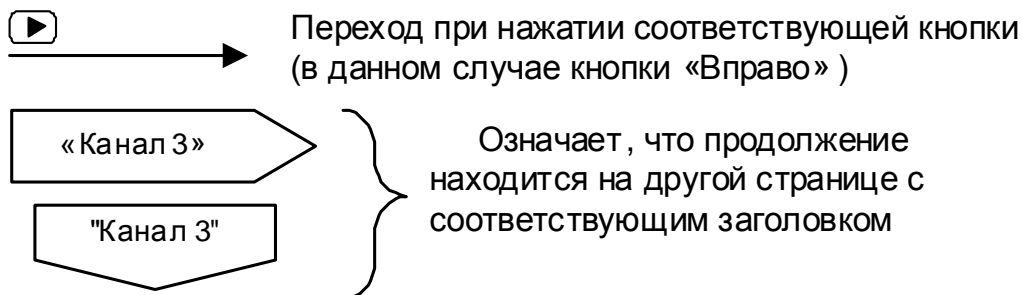 Переход при нажатии соответствующей кнопки
(в данном случае кнопки «Вправо» )
«Канал 3»
Означает, что продолжение
находится на другой странице с
соответствующим заголовком
"Канал 3"